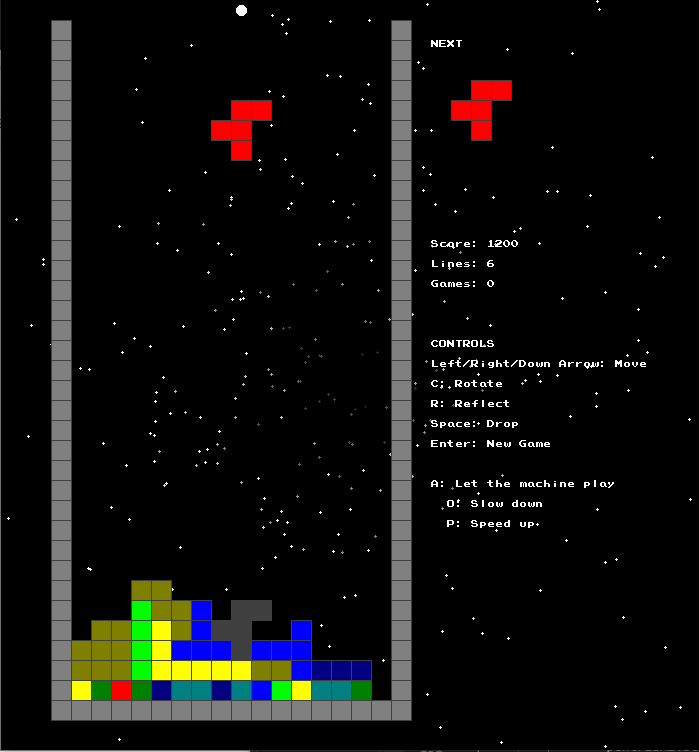 NEXT
Score: 1200
Lines: 6
Games: 0
CONTROLS
Left/Right/Down Arrow: Move
C: Rotate
R: Reflect
Space: Drop
Enter: New Game
A: Let the machine play
O: Slow down
P: Speed up